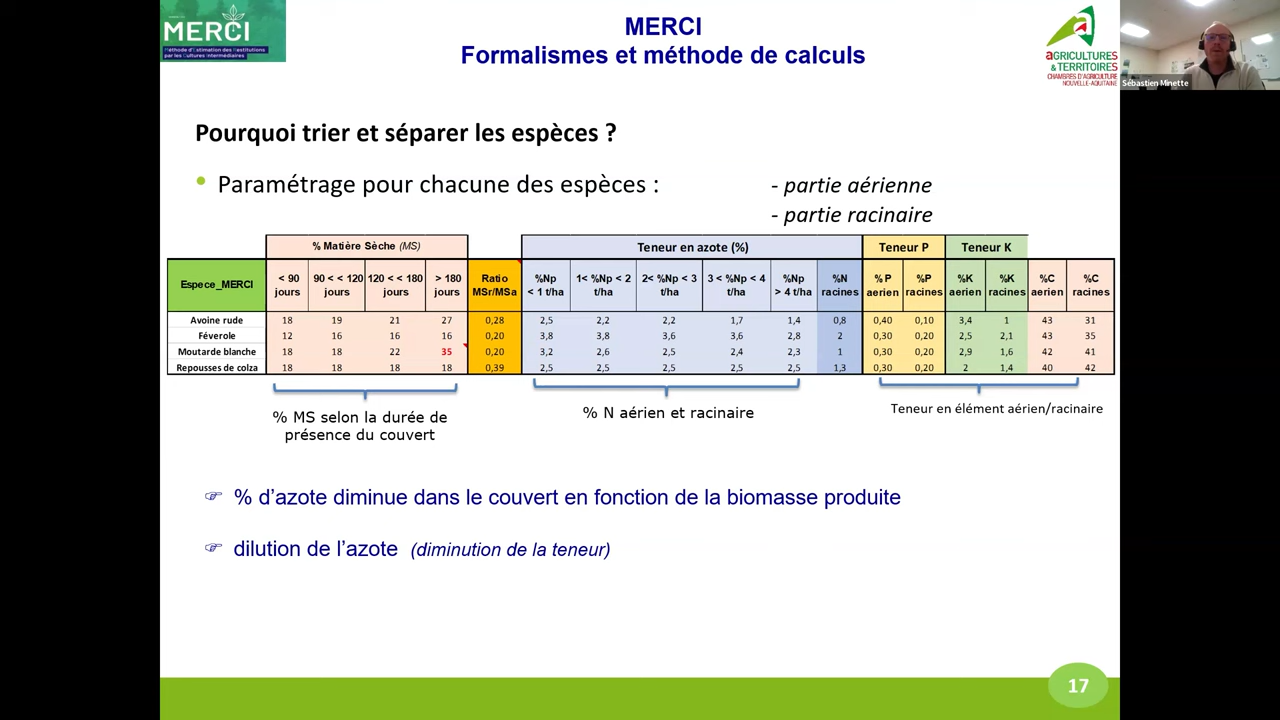 MERCI
Méthode d'Estimation des Restitutions
par les Cultures Intermédiaires
MERCI
Formalismes et méthode de calculs
aGRICULTURES
& TERRITOIRES
CHAMBRES D'AGRICULTURE
NOUVELLE-AQUITAINE
Sébastien Minette
Pourquoi trier et séparer les espèces ?
• Paramétrage pour chacune des espèces :
- partie aérienne
- partie racinaire
% Matière Sèche (MS) Teneur en azote (%) Teneur P Teneur K
Espece_MERCI < 90 jours 90 < < 120 jours 120 < < 180 jours > 180 jours Ratio MSr/MSa %Np < 1 t/ha 1< %Np < 2 t/ha 2< %Np < 3 t/ha 3 < %Np < 4 t/ha %Np > 4 t/ha %N racines %P aerien %P racines %K aerien %K racines %C aerien %C racines
Avoine rude 18 19 21 27 0,28 2,5 2,2 2,2 1,7 1,4 0,8 0,40 0,10 3,4 1 43 31
Féverole 12 16 16 16 0,20 3,8 3,8 3,6 3,6 2,8 2 0,30 0,20 2,5 2,1 43 35
Moutarde blanche 18 18 22 35 0,20 3,2 2,6 2,5 2,4 2,3 1 0,30 0,20 2,9 1,6 42 41
Repousses de colza 18 18 18 18 0,39 2,5 2,5 2,5 2,5 2,5 1,3 0,30 0,20 2 1,4 40 42
% MS selon la durée de
présence du couvert
% N aérien et racinaire
Teneur en élément aérien/racinaire
☞ % d'azote diminue dans le couvert en fonction de la biomasse produite
☞ dilution de l'azote (diminution de la teneur)
17